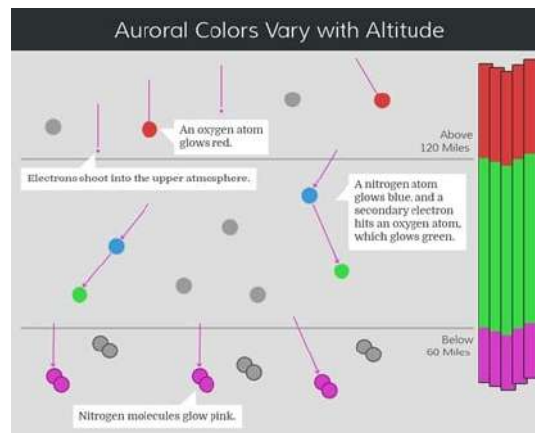 Auroral Colors Vary with Altitude
An oxygen atom
glows red.
Above
120 Miles
Electrons shoot into the upper atmosphere.
A nitrogen atom
glows blue, and a
secondary electron
hits an oxygen atom,
which glows green.
Below
60 Miles
Nitrogen molecules glow pink.